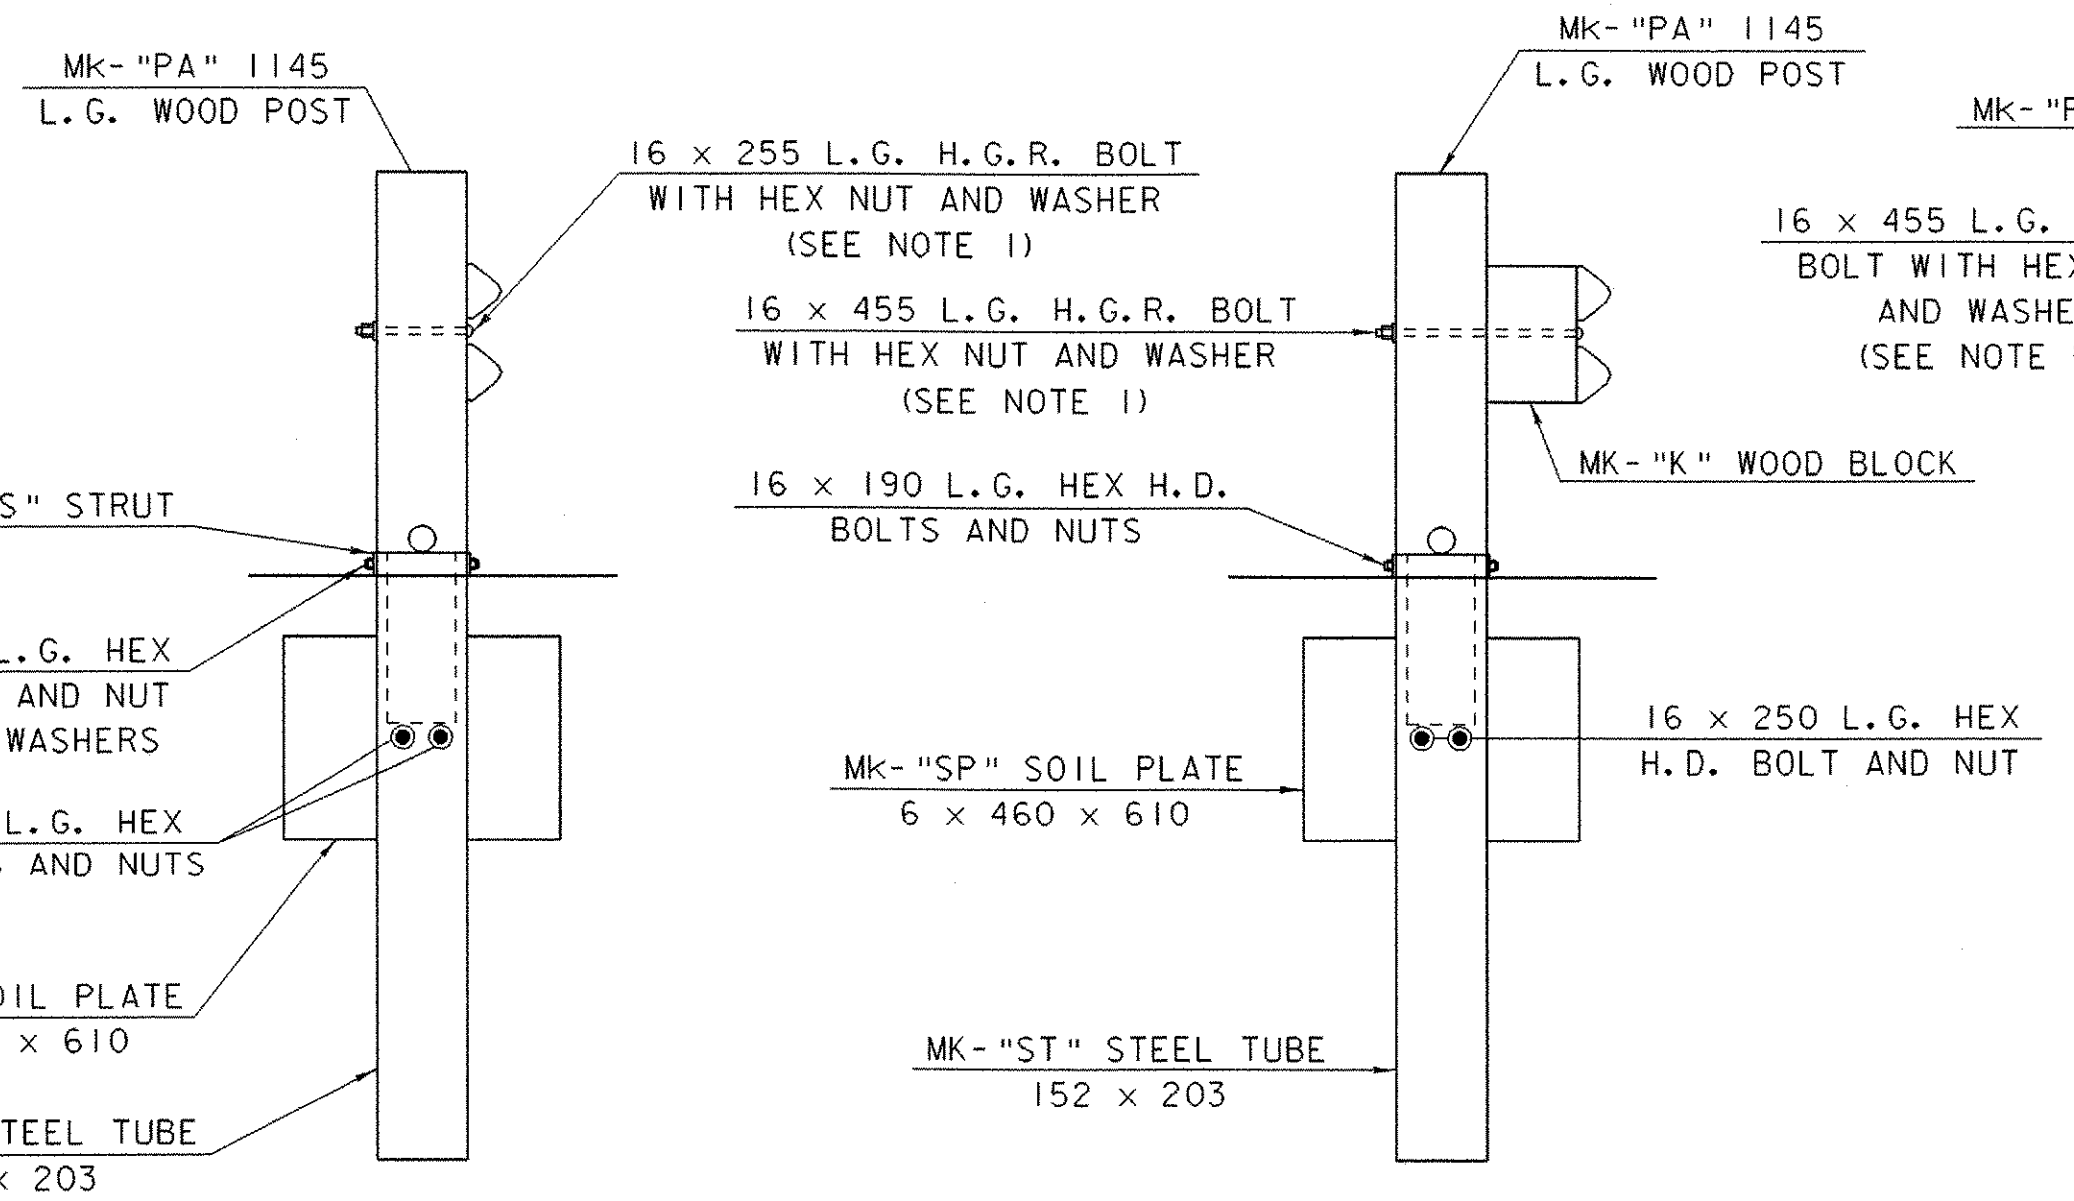 MK-"PA" 1145
L.G. WOOD POST
16 x 255 L.G. H.G.R. BOLT
WITH HEX NUT AND WASHER
(SEE NOTE 1)
S" STRUT
L.G. HEX
AND NUT
WASHERS
L.G. HEX
AND NUTS
OIL PLATE
x 610
TEEL TUBE
x 203
MK-"PA" 1145
L.G. WOOD POST
16 x 455 L.G. H.G.R. BOLT
WITH HEX NUT AND WASHER
(SEE NOTE 1)
16 x 190 L.G. HEX H.D.
BOLTS AND NUTS
MK-"K" WOOD BLOCK
MK-"SP" SOIL PLATE
6 x 460 x 610
16 x 250 L.G. HEX
H.D. BOLT AND NUT
MK-"ST" STEEL TUBE
152 x 203
MK-"P
16 x 455 L.G.
BOLT WITH HEX
AND WASHE
(SEE NOTE